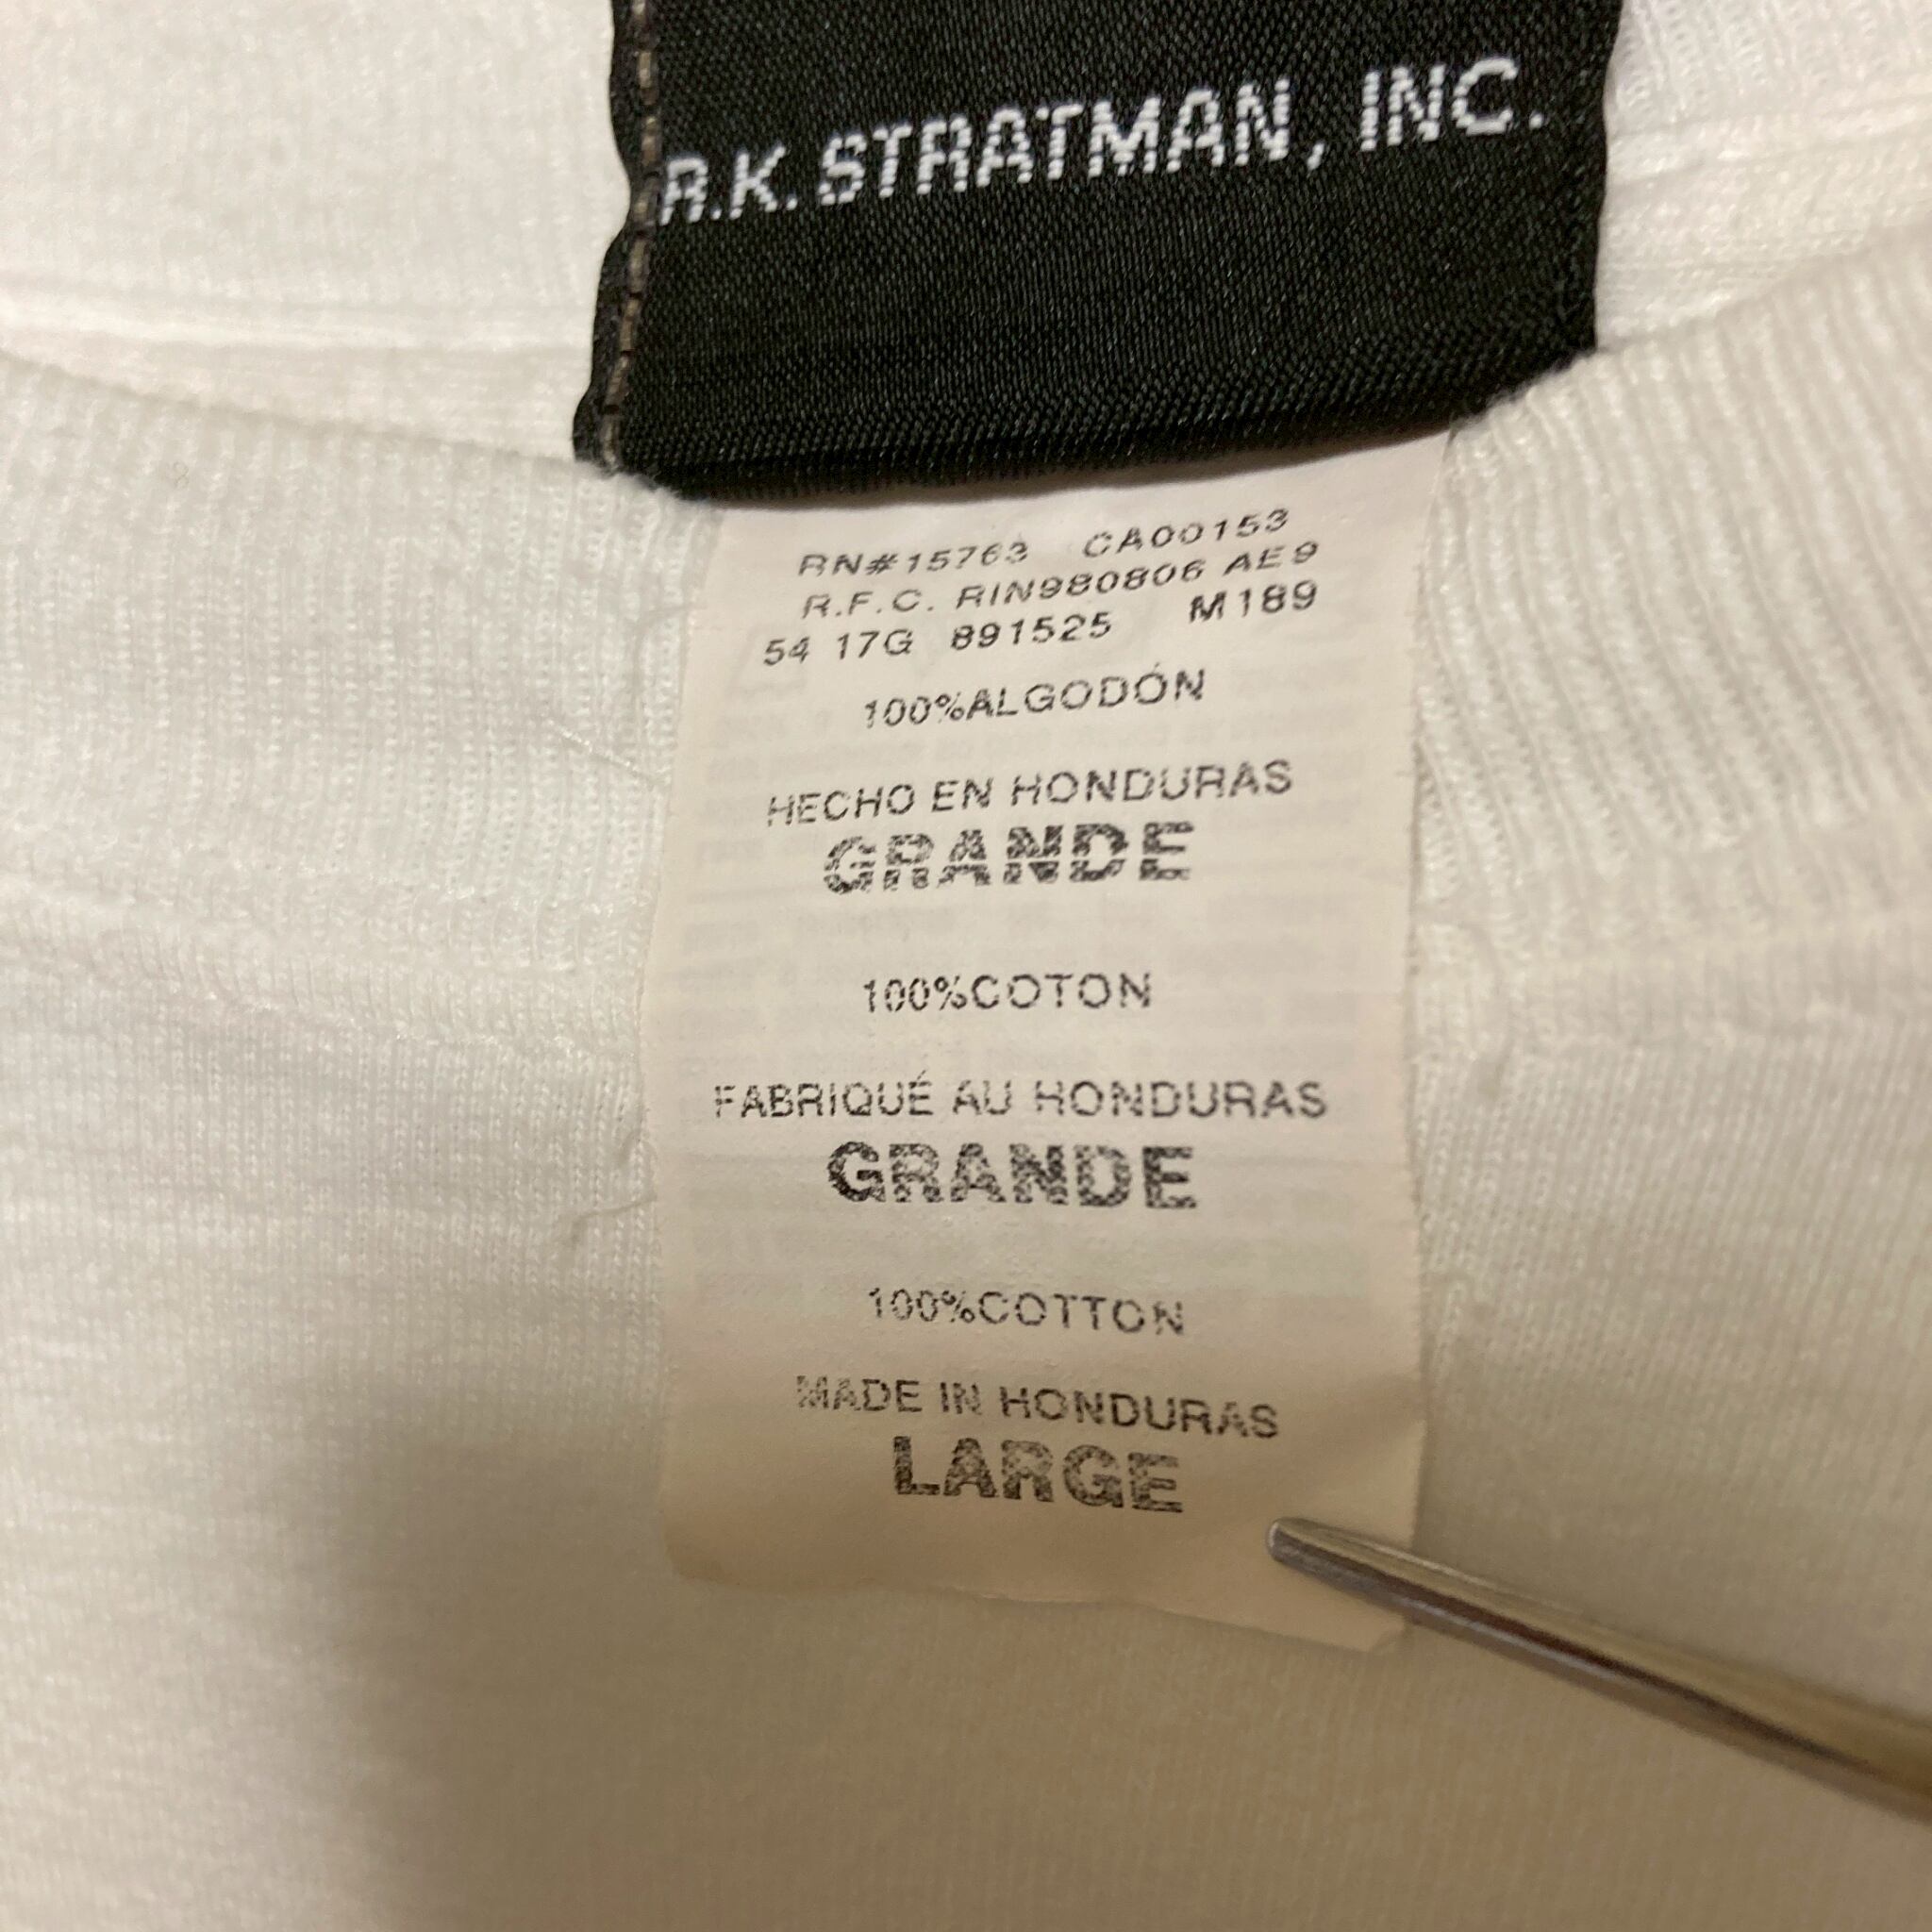 R.K. STRATMAN, INC.
RN#15763 CA00153
R.F.C. RIN980806 AE9
54 17G 891525 M189
100%ALGODÓN
HECHO EN HONDURAS
GRANDE
100%COTON
FABRIQUÉ AU HONDURAS
GRANDE
100%COTTON
MADE IN HONDURAS
LARGE